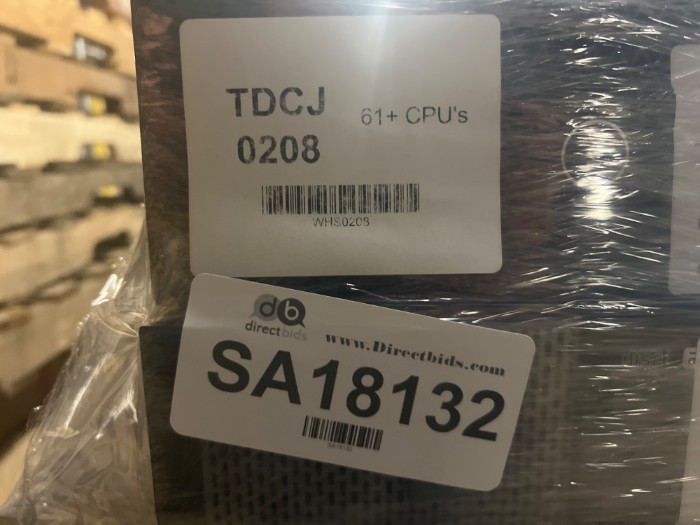 TDCJ
61+ CPU's
0208
WHS0208
db
directbids
www.Directbids.com
SA18132